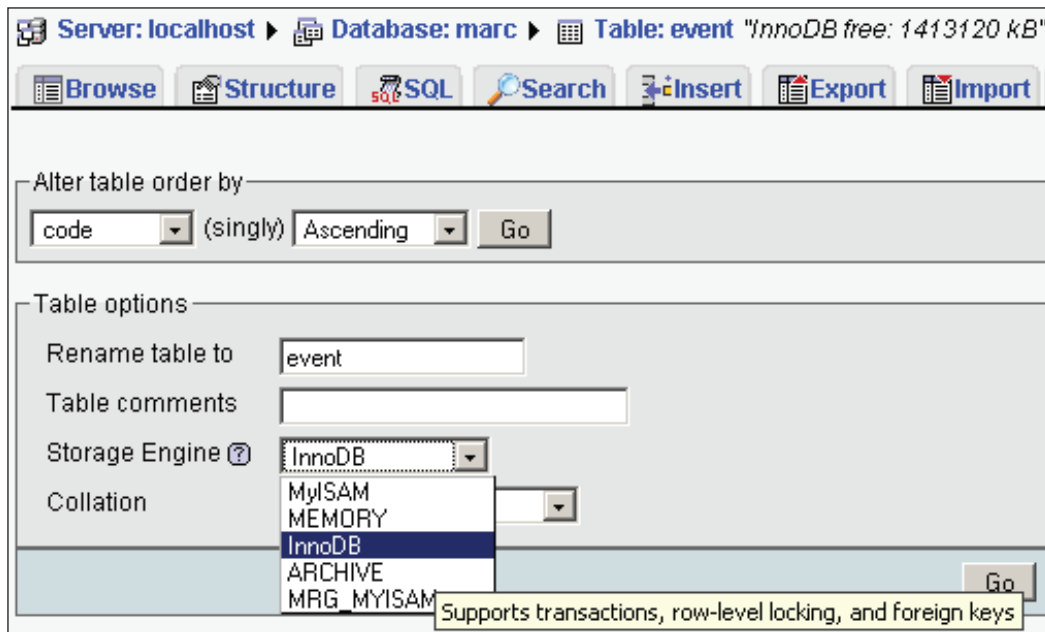 Server: localhost Database: marc Table: event "InnoDB free: 1413120 kB"
Browse Structure SQL Search Insert Export Import
Alter table order by
code (singly) Ascending Go
Table options
Rename table to event
Table comments
Storage Engine ? InnoDB
Collation
MyISAM
MEMORY
InnoDB
ARCHIVE
MRG_MYISAM
Go
Supports transactions, row-level locking, and foreign keys